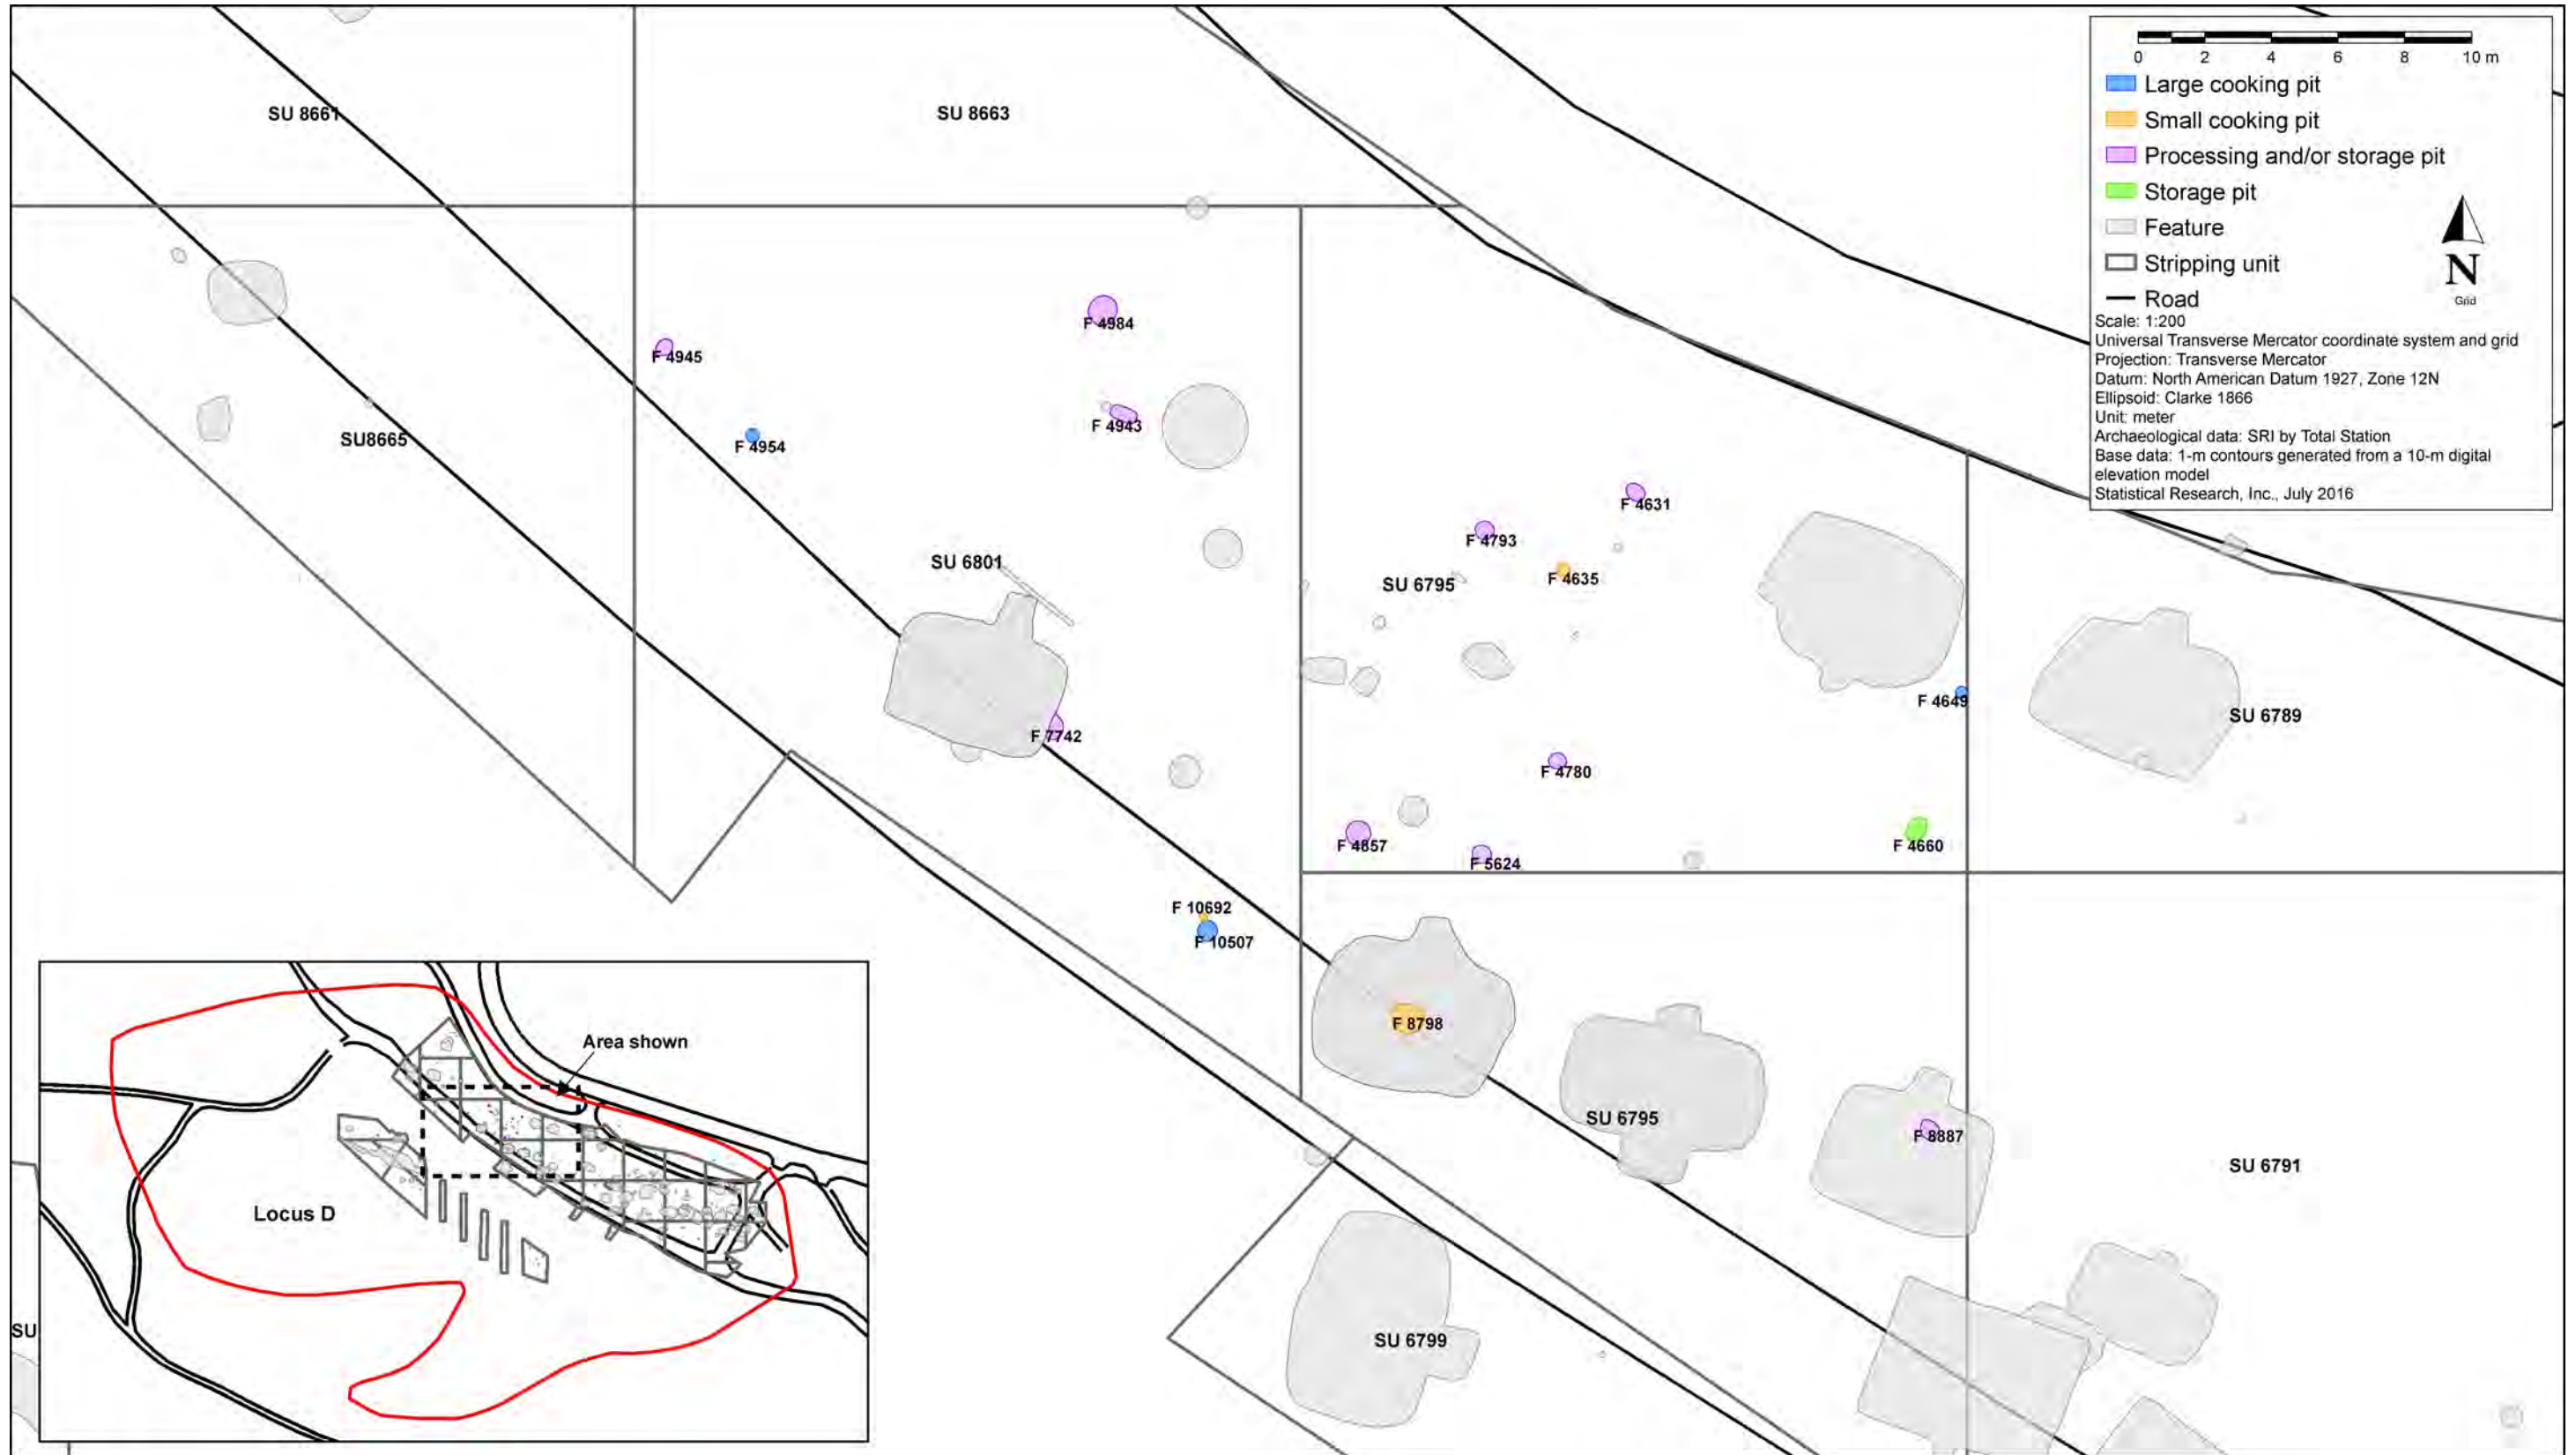 0 2 4 6 8 10 m
Large cooking pit
Small cooking pit
Processing and/or storage pit
Storage pit
Feature
Stripping unit
Road
N
Grid
Scale: 1:200
Universal Transverse Mercator coordinate system and grid
Projection: Transverse Mercator
Datum: North American Datum 1927, Zone 12N
Ellipsoid: Clarke 1866
Unit: meter
Archaeological data: SRI by Total Station
Base data: 1-m contours generated from a 10-m digital
elevation model
Statistical Research, Inc., July 2016
SU 8661
SU 8663
F 4984
F 4945
F 4943
F 4954
SU8665
F 4631
F 4793
SU 6801
F 4635
SU 6795
F 4649
SU 6789
F 7742
F 4780
F 4857
F 5624
F 4660
F 10692
F 10507
F 8798
SU 6795
F 8887
SU 6791
SU 6799
Area shown
Locus D
SU